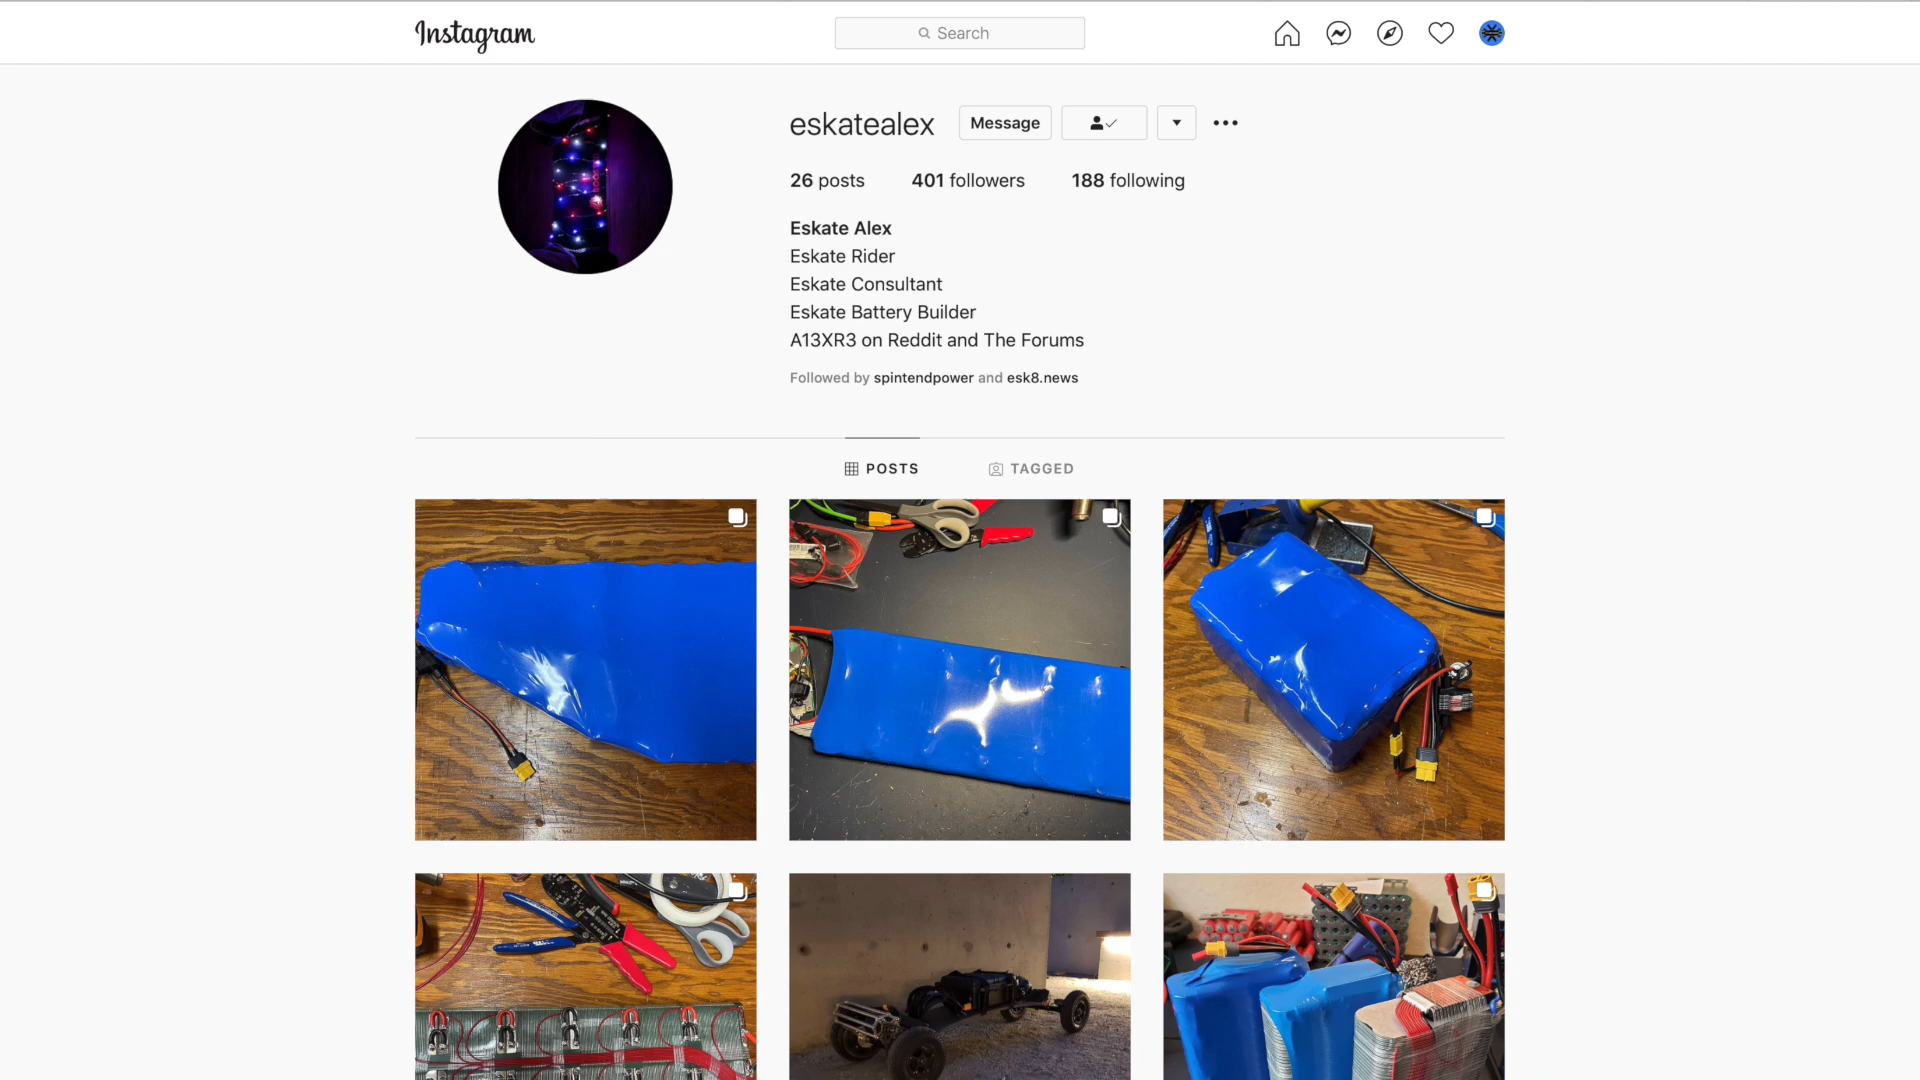 Instagram
Search
eskatealex
Message
26 posts
401 followers
188 following
Eskate Alex
Eskate Rider
Eskate Consultant
Eskate Battery Builder
A13XR3 on Reddit and The Forums
Followed by spintendpower and esk8.news
POSTS
TAGGED